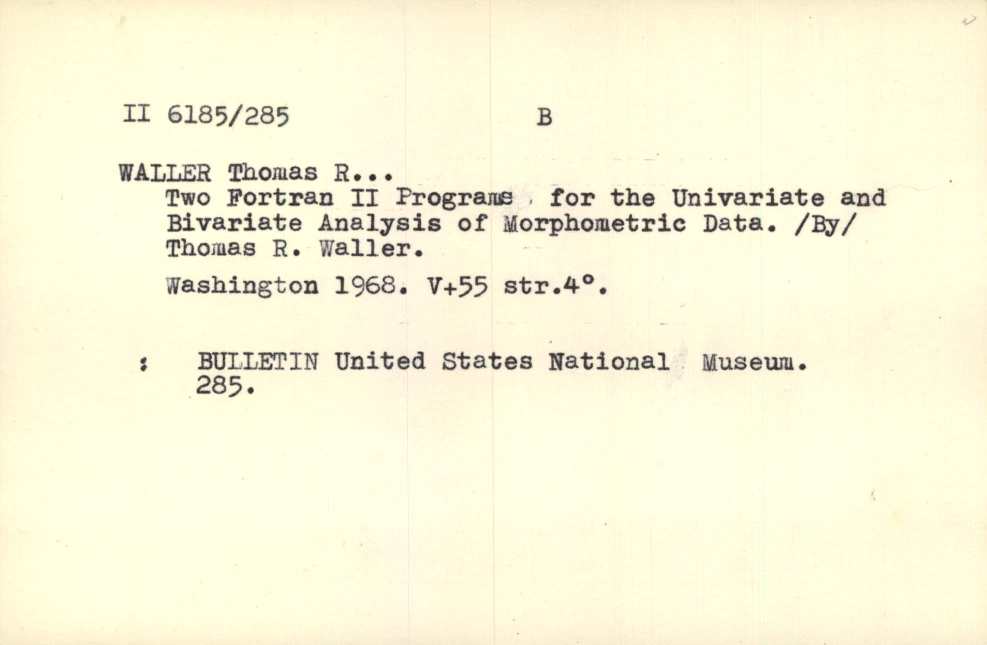 II 6185/285 B
WALLER Thomas R...
Two Fortran II Programs for the Univariate and
Bivariate Analysis of Morphometric Data. /By/
Thomas R. Waller.
Washington 1968. V+55 str.4°.
: BULLETIN United States National Museum.
285.